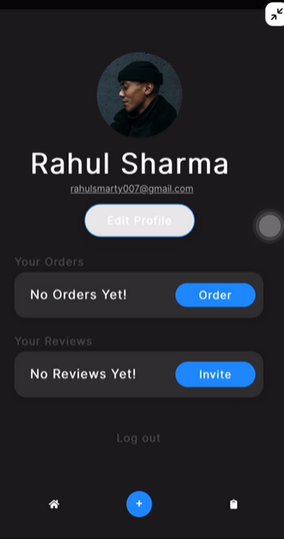 Rahul Sharma
rahulsmarty007@gmail.com
Edit Profile
Your Orders
No Orders Yet!
Order
Your Reviews
No Reviews Yet!
Invite
Log out